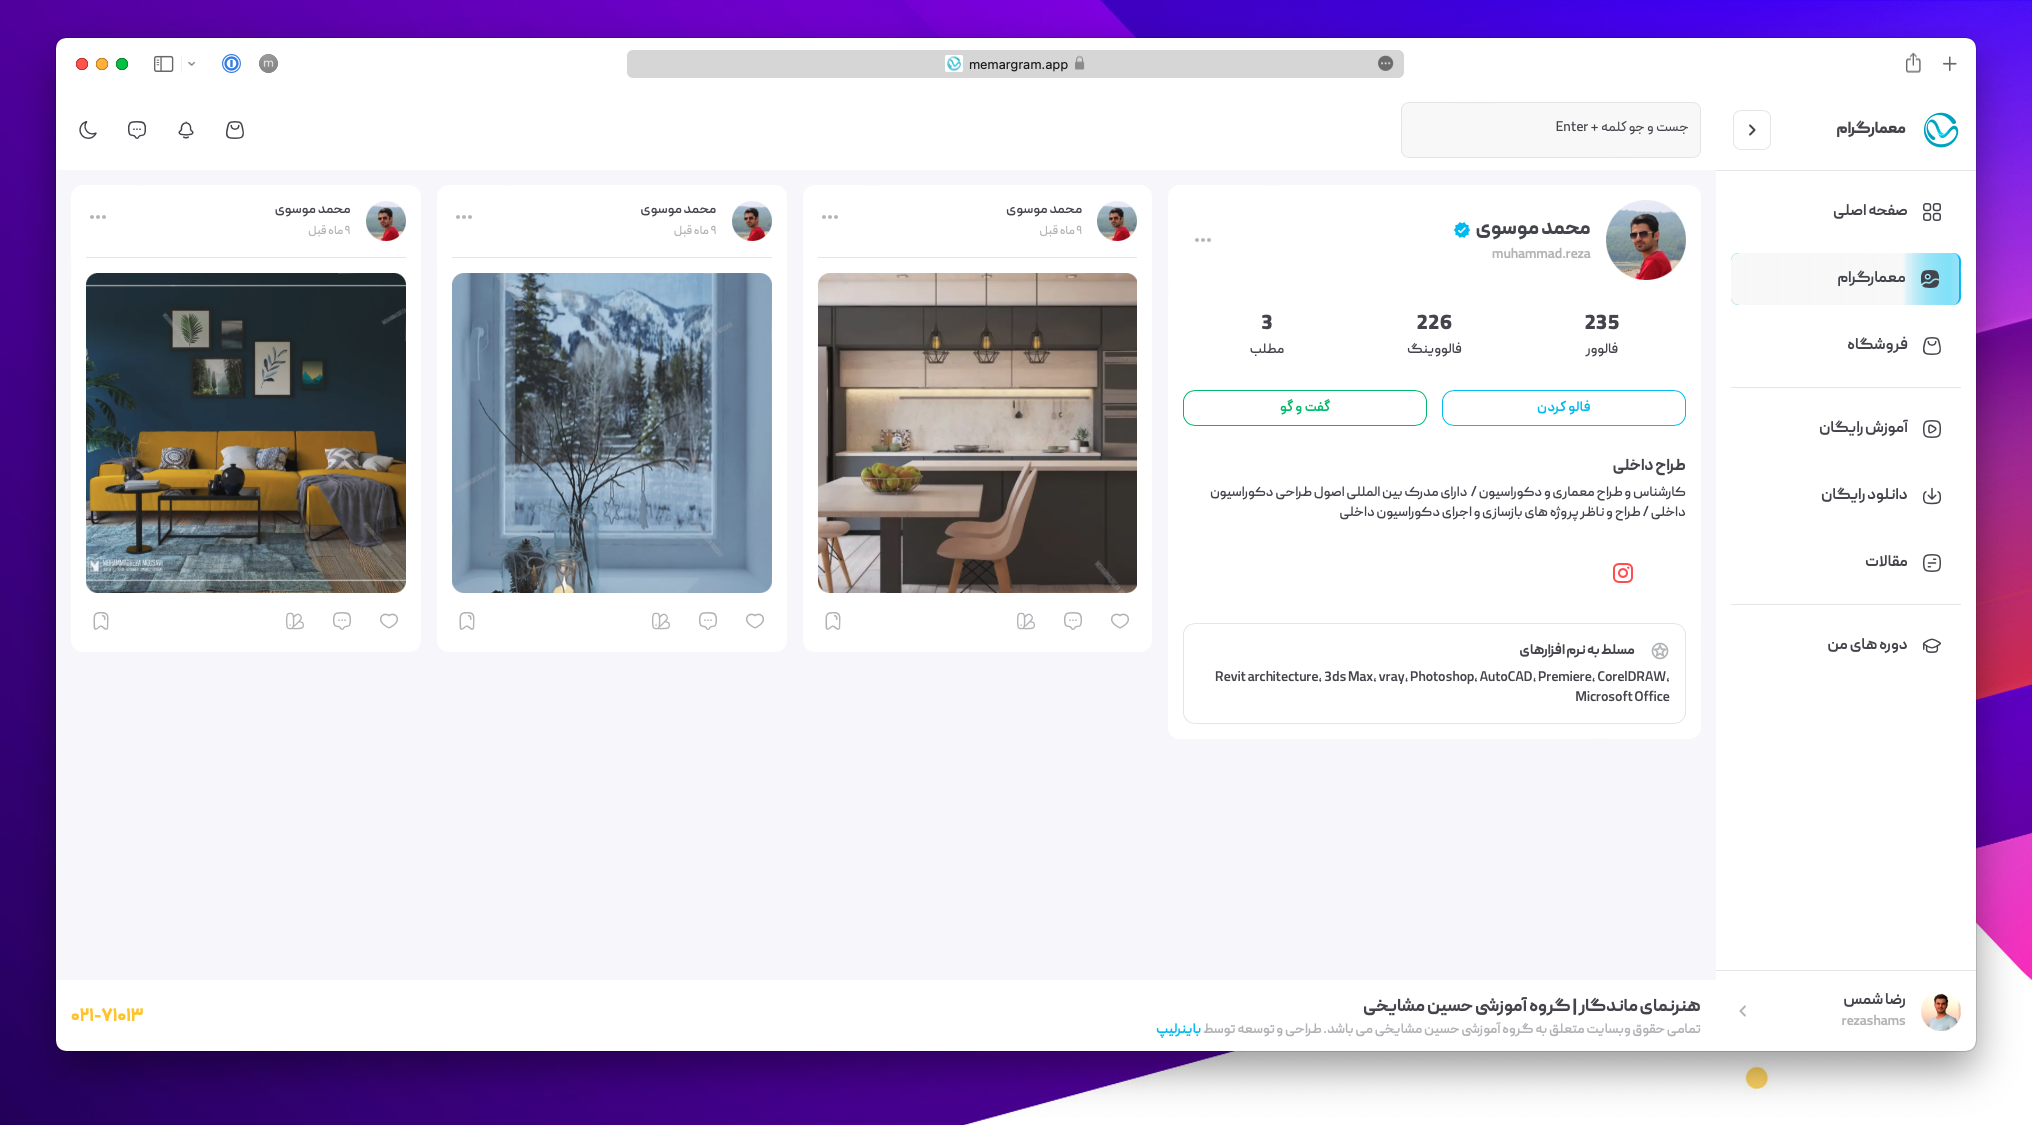 m
memargram.app
معمارگرام
جست و جو کلمه + Enter
صفحه اصلی
معمارگرام
فروشگاه
آموزش رایگان
دانلود رایگان
مقالات
دوره های من
رضا شمس
rezashams
محمد موسوی
muhammad.reza
235
فالوور
226
فالووینگ
3
مطلب
فالو کردن
گفت و گو
طراح داخلی
کارشناس و طراح معماری و دکوراسیون / دارای مدرک بین المللی اصول طراحی دکوراسیون
داخلی / طراح و ناظر پروژه های بازسازی و اجرای دکوراسیون داخلی
مسلط به نرم افزارهای
Revit architecture، 3ds Max، vray، Photoshop، AutoCAD، Premiere، CorelDRAW،
Microsoft Office
محمد موسوی
۹ ماه قبل
محمد موسوی
۹ ماه قبل
محمد موسوی
۹ ماه قبل
هنرنمای ماندگار | گروه آموزشی حسین مشایخی
تمامی حقوق وبسایت متعلق به گروه آموزشی حسین مشایخی می باشد. طراحی و توسعه توسط باینرلیپ
۰۲۱-۷۱۰۱۳